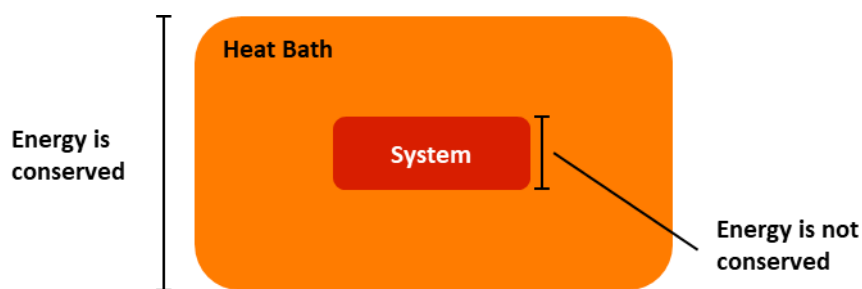 Heat Bath
Energy is
conserved
System
Energy is not
conserved